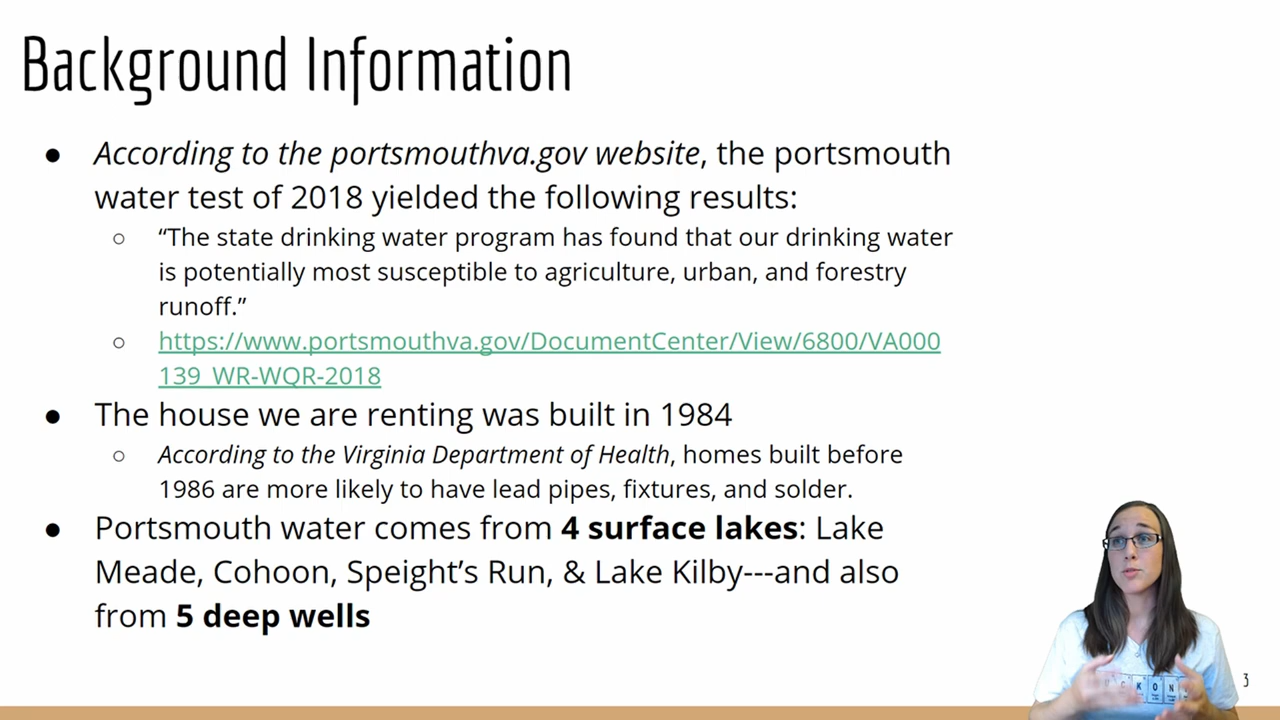 Background Information
● According to the portsmouthva.gov website, the portsmouth
water test of 2018 yielded the following results:
○ “The state drinking water program has found that our drinking water
is potentially most susceptible to agriculture, urban, and forestry
runoff.”
○ https://www.portsmouthva.gov/DocumentCenter/View/6800/VA000
139_WR-WQR-2018
● The house we are renting was built in 1984
○ According to the Virginia Department of Health, homes built before
1986 are more likely to have lead pipes, fixtures, and solder.
● Portsmouth water comes from 4 surface lakes: Lake
Meade, Cohoon, Speight’s Run, & Lake Kilby---and also
from 5 deep wells
K O N
3